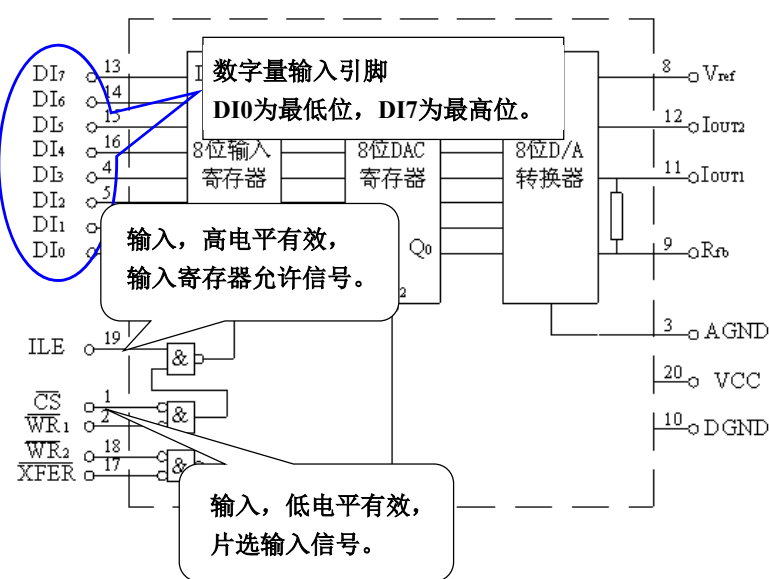 DI7 13
DI6 14
DI5 15
DI4 16
DI3 4
DI2 5
DI1
DI0
数字量输入引脚
DI0为最低位，DI7为最高位。
8位输入
寄存器
8位DAC
寄存器
8位D/A
转换器
Q0
输入，高电平有效，
输入寄存器允许信号。
8 Vref
12 IOUT2
11 IOUT1
9 Rfb
3 AGND
20 VCC
10 DGND
ILE 19
&
CS 1
WR1 2
&
WR2 18
XFER 17
&
输入，低电平有效，
片选输入信号。